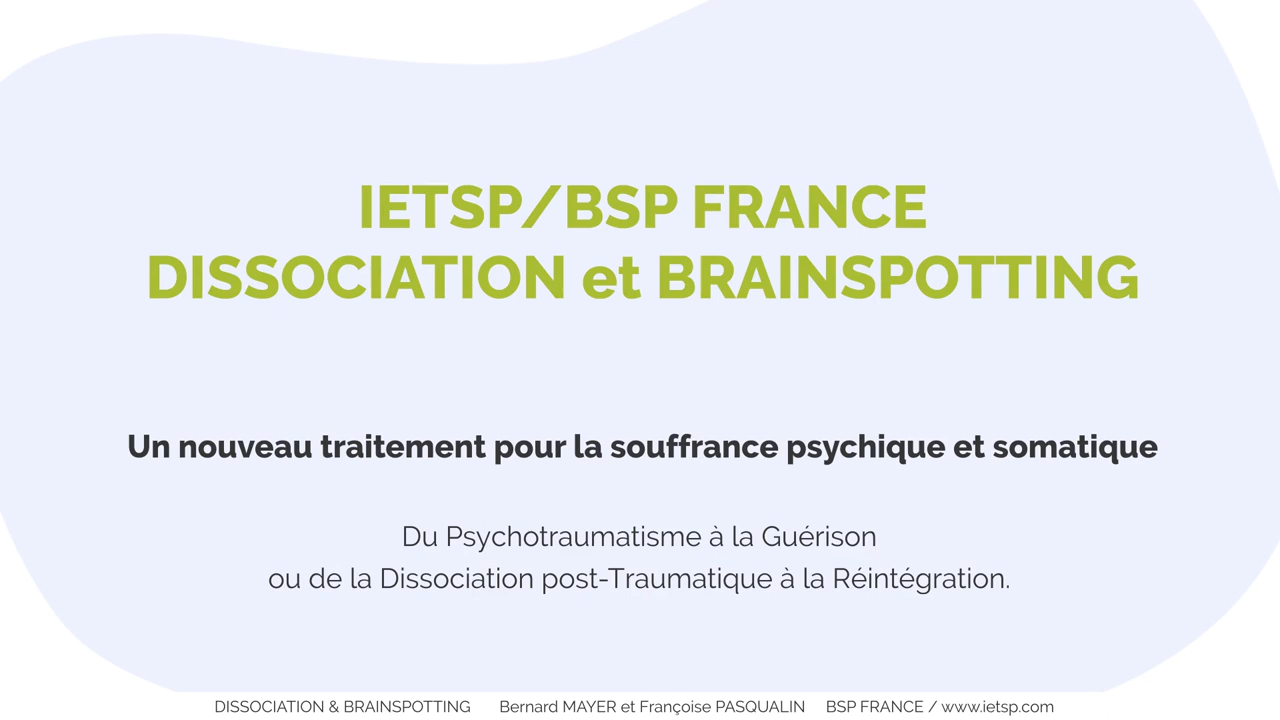 IETSP/BSP FRANCE
DISSOCIATION et BRAINSPOTTING
Un nouveau traitement pour la souffrance psychique et somatique
Du Psychotraumatisme à la Guérison
ou de la Dissociation post-Traumatique à la Réintégration.
DISSOCIATION & BRAINSPOTTING Bernard MAYER et Françoise PASQUALIN BSP FRANCE / www.ietsp.com